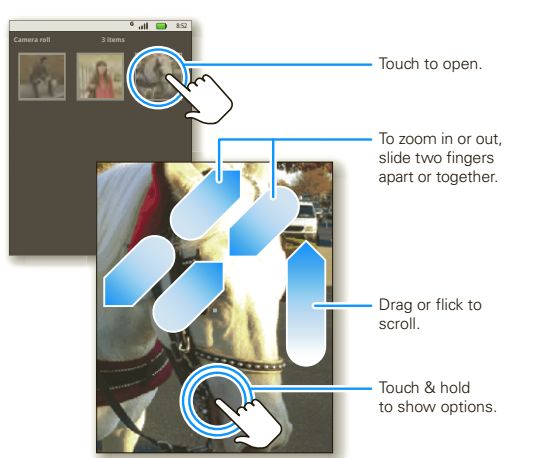 G 8:52
Camera roll 3 items
Touch to open.
To zoom in or out,
slide two fingers
apart or together.
Drag or flick to
scroll.
Touch & hold
to show options.